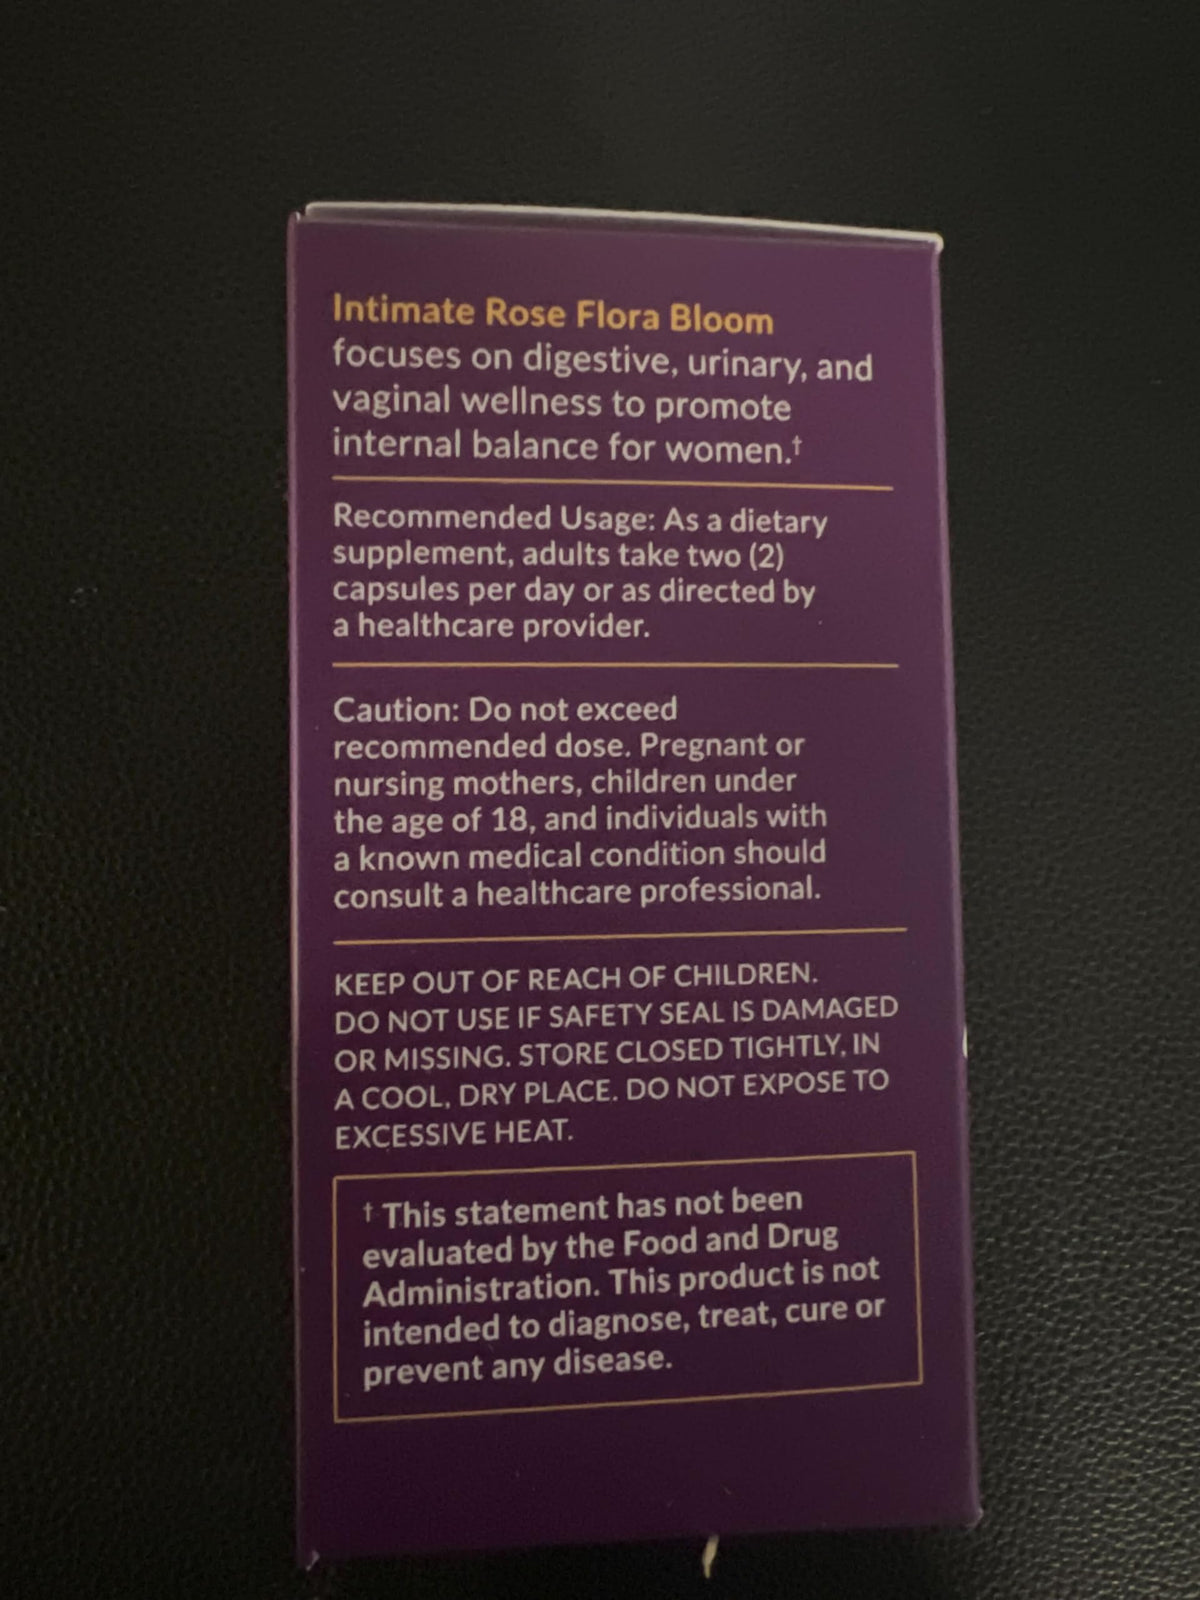 Intimate Rose Flora Bloom
focuses on digestive, urinary, and
vaginal wellness to promote
internal balance for women.†
Recommended Usage: As a dietary
supplement, adults take two (2)
capsules per day or as directed by
a healthcare provider.
Caution: Do not exceed
recommended dose. Pregnant or
nursing mothers, children under
the age of 18, and individuals with
a known medical condition should
consult a healthcare professional.
KEEP OUT OF REACH OF CHILDREN.
DO NOT USE IF SAFETY SEAL IS DAMAGED
OR MISSING. STORE CLOSED TIGHTLY, IN
A COOL, DRY PLACE. DO NOT EXPOSE TO
EXCESSIVE HEAT.
† This statement has not been
evaluated by the Food and Drug
Administration. This product is not
intended to diagnose, treat, cure or
prevent any disease.